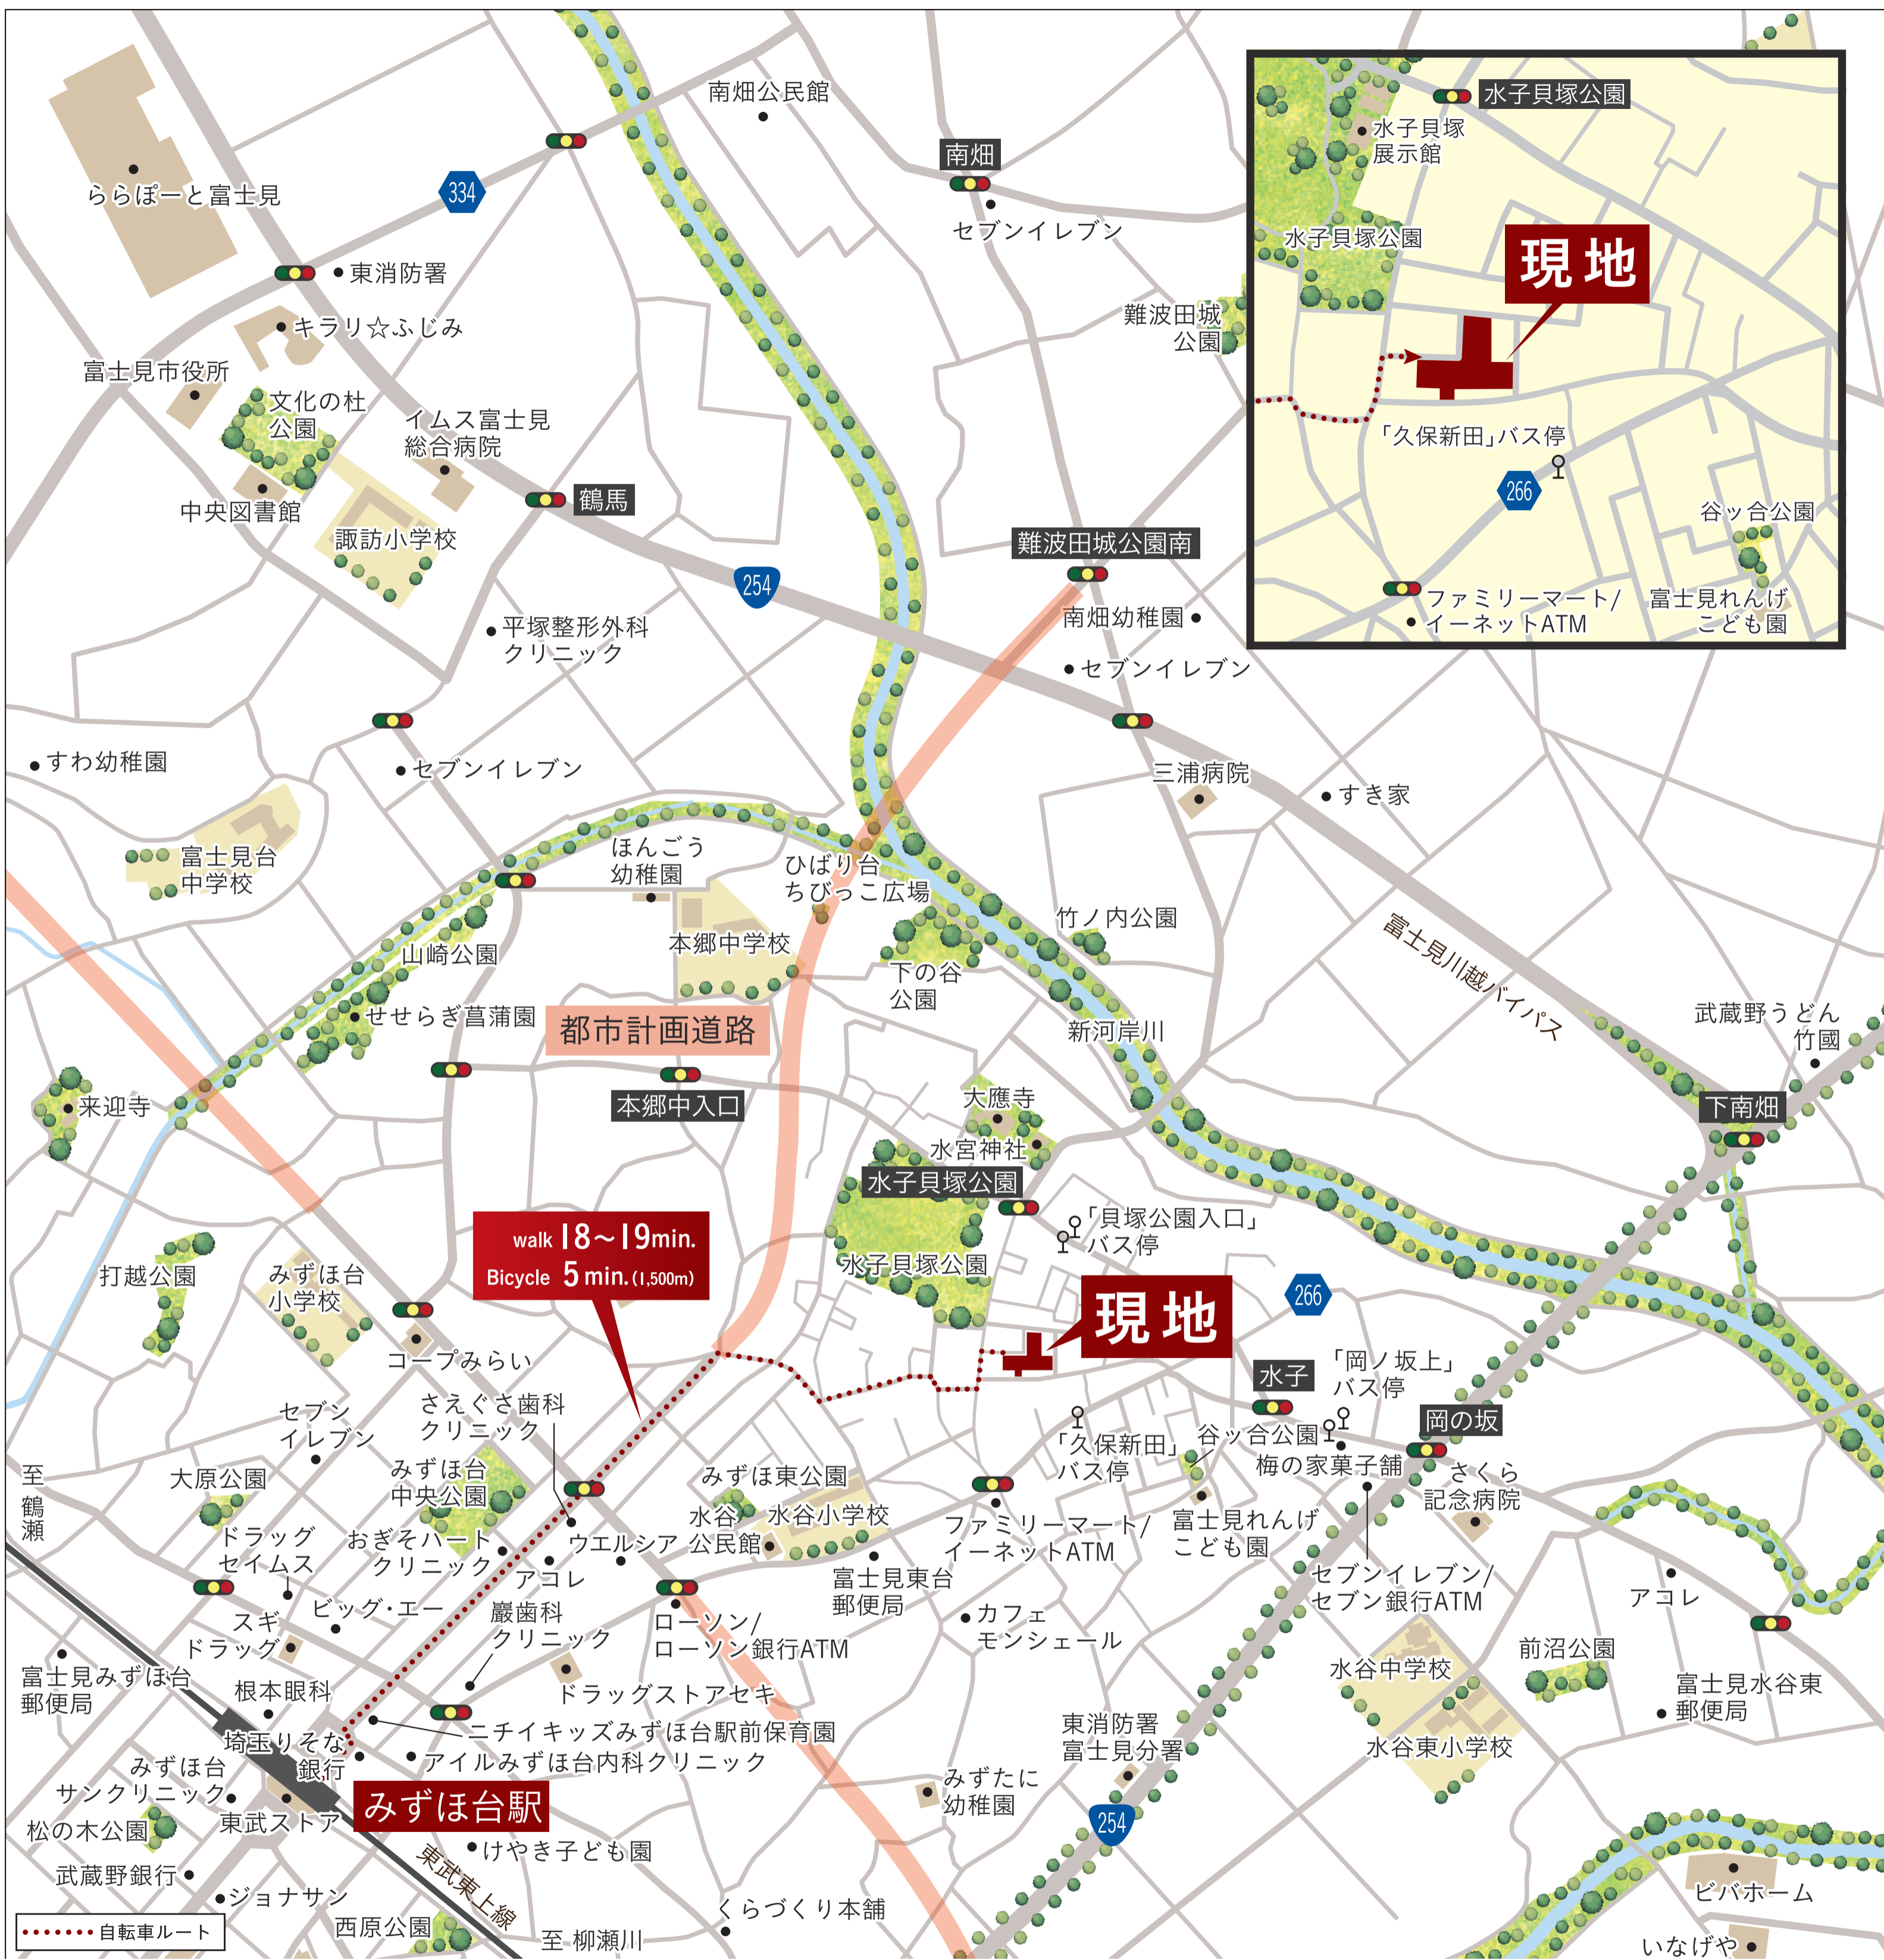 ららぽーと富士見
334
南畑公民館
南畑
セブンイレブン
東消防署
キラリ☆ふじみ
富士見市役所
文化の杜
公園
イムス富士見
総合病院
中央図書館
諏訪小学校
鶴馬
254
平塚整形外科
クリニック
難波田城
公園
難波田城公園南
南畑幼稚園
セブンイレブン
水子貝塚公園
水子貝塚
展示館
水子貝塚公園
現地
「久保新田」バス停
266
谷ッ合公園
ファミリーマート/
イーネットATM
富士見れんげ
こども園
すわ幼稚園
セブンイレブン
三浦病院
すき家
富士見台
中学校
ほんごう
幼稚園
ひばり台
ちびっこ広場
本郷中学校
竹ノ内公園
下の谷
公園
山崎公園
せせらぎ菖蒲園
都市計画道路
新河岸川
富士見川越バイパス
武蔵野うどん
竹國
下南畑
来迎寺
本郷中入口
大應寺
水宮神社
水子貝塚公園
水子貝塚公園
「貝塚公園入口」
バス停
walk 18〜19min.
Bicycle 5min.(1,500m)
打越公園
みずほ台
小学校
コープみらい
現地
266
水子
「岡ノ坂上」
バス停
岡の坂
さえぐさ歯科
クリニック
セブン
イレブン
至
鶴
瀬
大原公園
みずほ台
中央公園
みずほ東公園
「久保新田」
バス停
谷ッ合公園
梅の家菓子舗
さくら
記念病院
ドラッグ
セイムス
おぎそハート
クリニック
ウエルシア
アコレ
水谷
公民館
水谷小学校
富士見東台
郵便局
ファミリーマート/
イーネットATM
富士見れんげ
こども園
セブンイレブン/
セブン銀行ATM
アコレ
スギ
ドラッグ
ビッグ・エー
巖歯科
クリニック
ローソン/
ローソン銀行ATM
カフェ
モンシェール
水谷中学校
前沼公園
富士見みずほ台
郵便局
根本眼科
ドラッグストアセキ
富士見水谷東
郵便局
ニチイキッズみずほ台駅前保育園
埼玉りそな
銀行
アイルみずほ台内科クリニック
東消防署
富士見分署
水谷東小学校
みずほ台
サンクリニック
みずほ台駅
みずたに
幼稚園
254
松の木公園
東武ストア
けやき子ども園
武蔵野銀行
ジョナサン
東武東上線
ビバホーム
自転車ルート
西原公園
至 柳瀬川
くらづくり本舗
いなげや